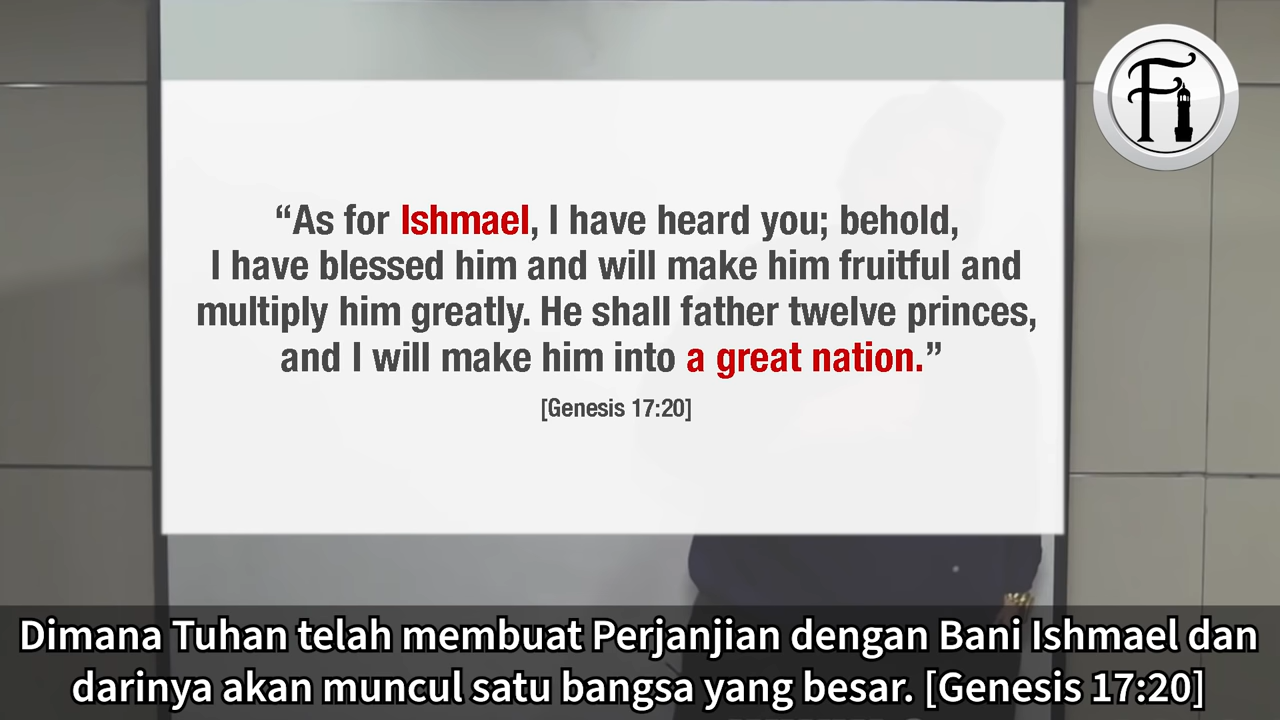 Fi
“As for Ishmael, I have heard you; behold,
I have blessed him and will make him fruitful and
multiply him greatly. He shall father twelve princes,
and I will make him into a great nation.”
[Genesis 17:20]
Dimana Tuhan telah membuat Perjanjian dengan Bani Ishmael dan
darinya akan muncul satu bangsa yang besar. [Genesis 17:20]